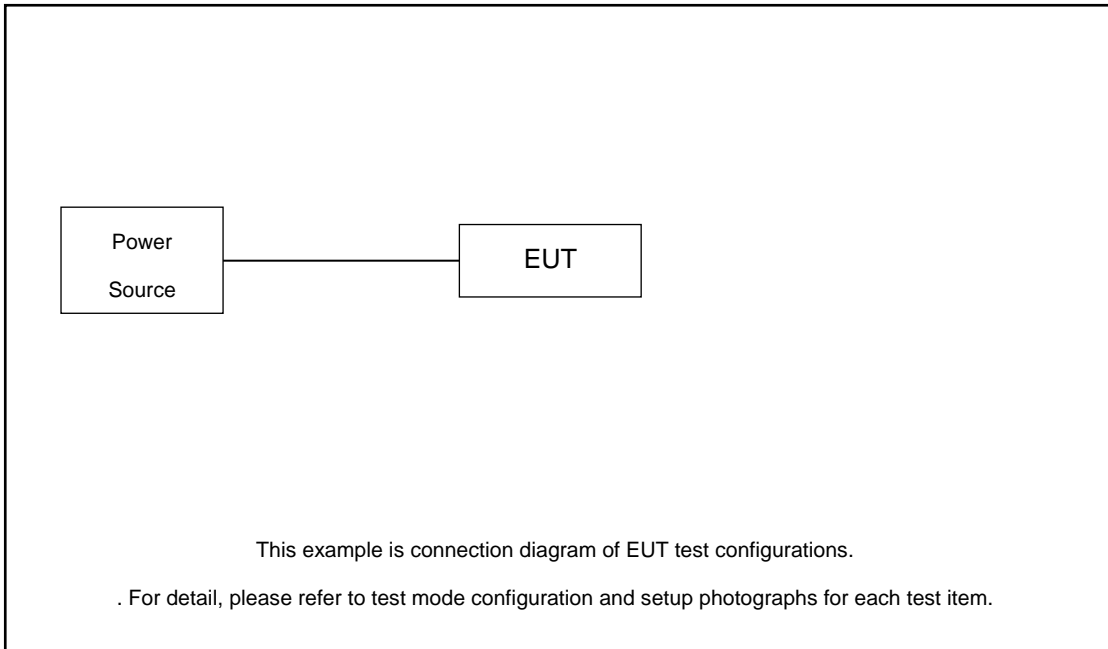 Power
Source
EUT
This example is connection diagram of EUT test configurations.
. For detail, please refer to test mode configuration and setup photographs for each test item.